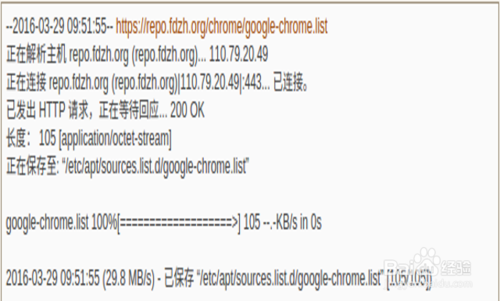 --2016-03-29 09:51:55-- https://repo.fdzh.org/chrome/google-chrome.list
正在解析主机 repo.fdzh.org (repo.fdzh.org)... 110.79.20.49
正在连接 repo.fdzh.org (repo.fdzh.org)|110.79.20.49|:443... 已连接。
已发出 HTTP 请求，正在等待回应... 200 OK
长度： 105 [application/octet-stream]
正在保存至: “/etc/apt/sources.list.d/google-chrome.list”
google-chrome.list 100%[===================>] 105 --.-KB/s in 0s
2016-03-29 09:51:55 (29.8 MB/s) - 已保存 “/etc/apt/sources.list.d/google-chrome.list” [105/105])
Baidu 经验